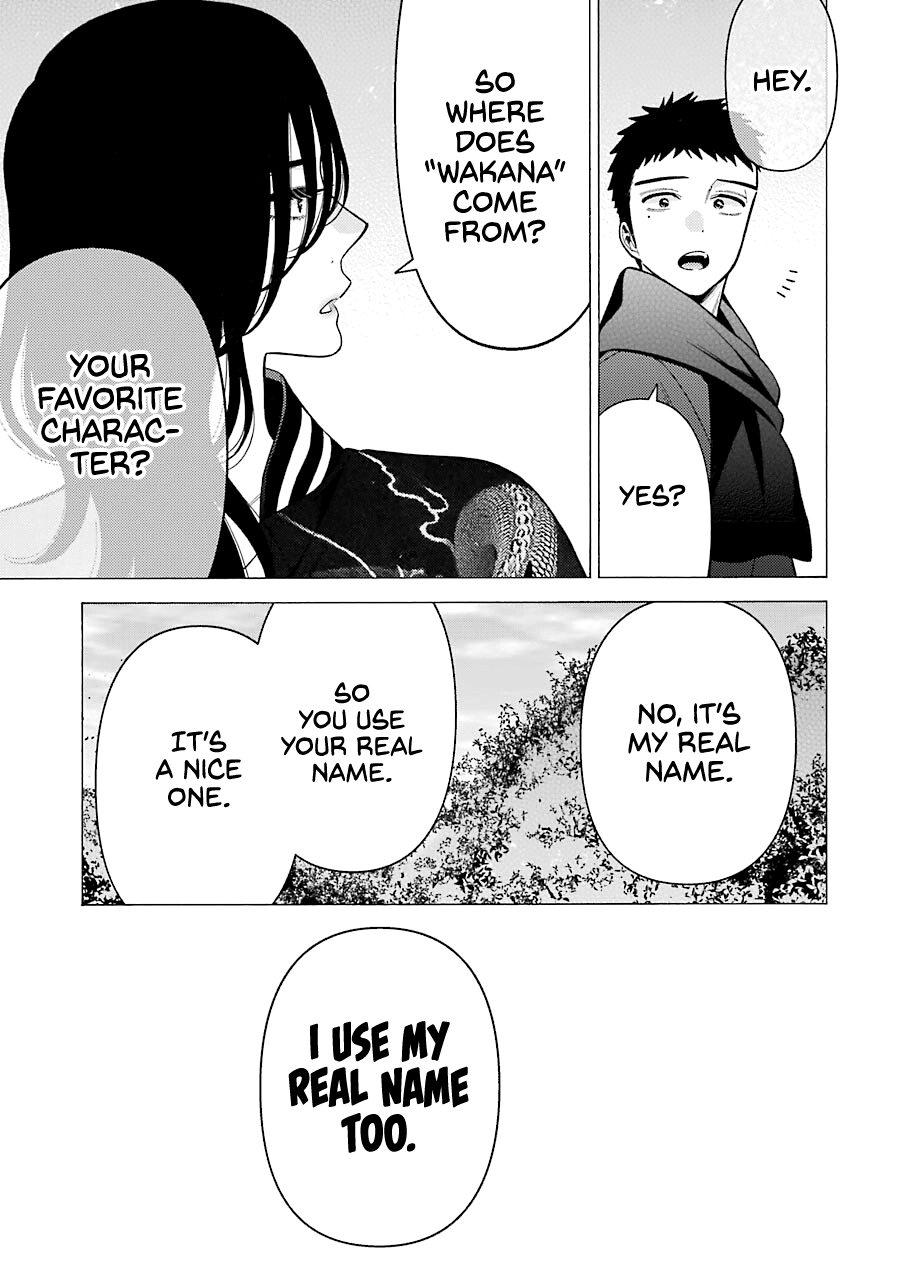 HEY.
YES?
SO
WHERE
DOES
"WAKANA"
COME
FROM?
YOUR
FAVORITE
CHARAC-
TER?
NO, IT'S
MY REAL
NAME.
SO
YOU USE
YOUR REAL
NAME.
IT'S
A NICE
ONE.
I USE MY
REAL NAME
TOO.